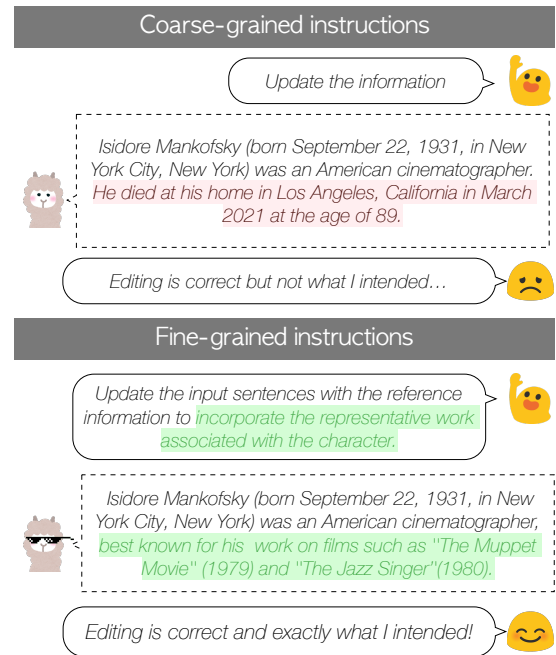 Coarse-grained instructions
Update the information
Isidore Mankofsky (born September 22, 1931, in New
York City, New York) was an American cinematographer.
He died at his home in Los Angeles, California in March
2021 at the age of 89.
Editing is correct but not what I intended…
Fine-grained instructions
Update the input sentences with the reference
information to incorporate the representative work
associated with the character.
Isidore Mankofsky (born September 22, 1931, in New
York City, New York) was an American cinematographer,
best known for his work on films such as "The Muppet
Movie" (1979) and "The Jazz Singer"(1980).
Editing is correct and exactly what I intended!